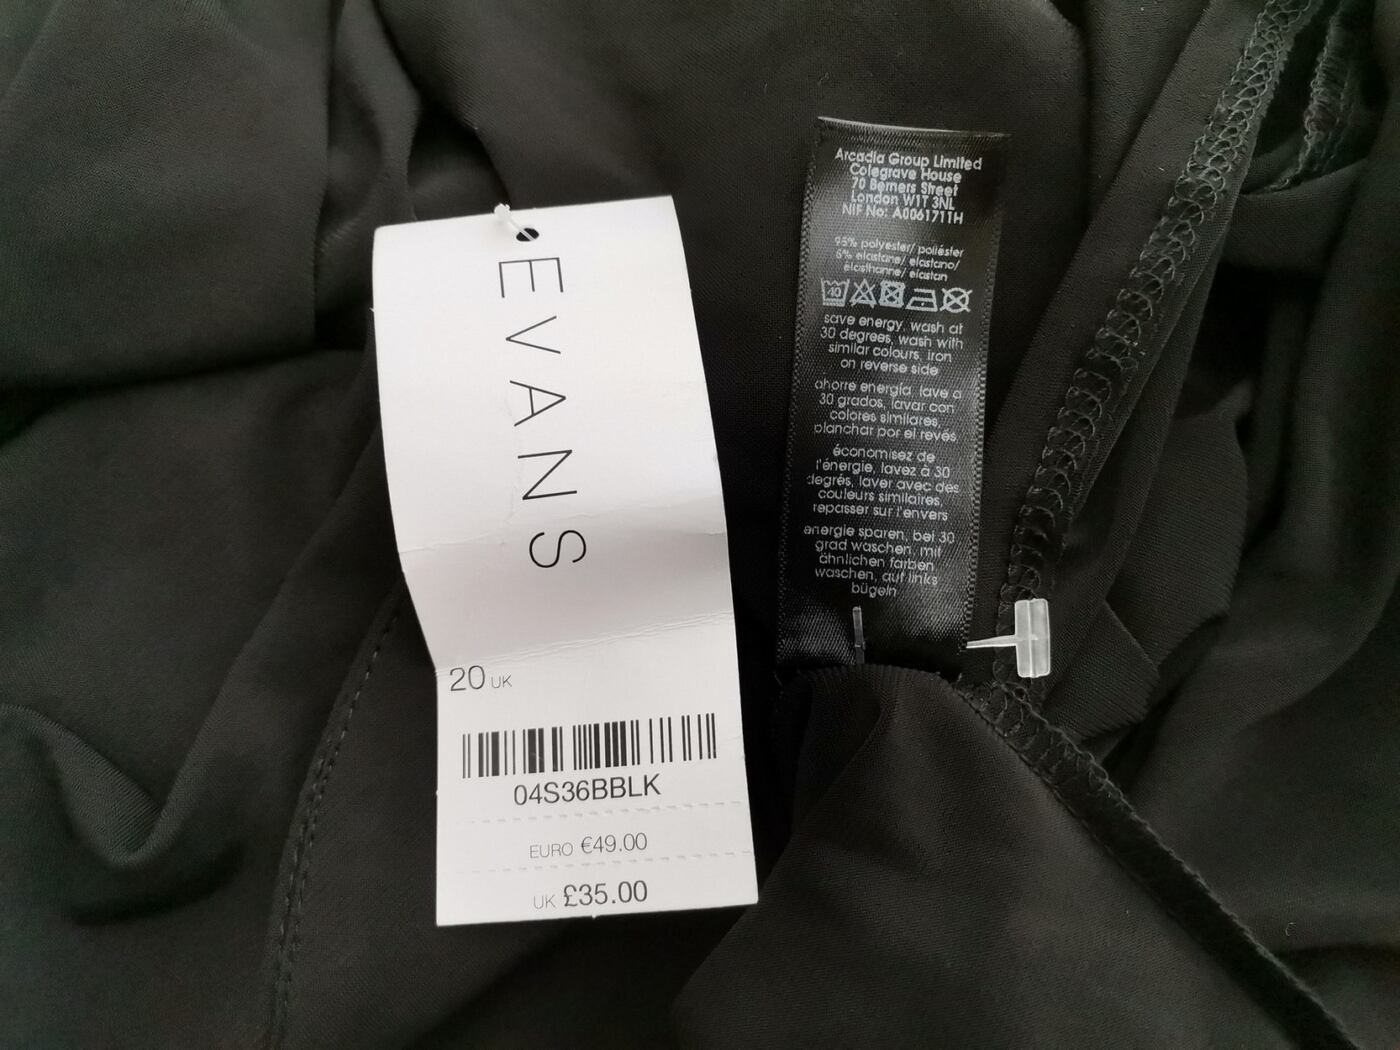 EVANS
20 UK
04S36BBLK
EURO €49.00
UK £35.00
Arcadia Group Limited
Colegrave House
70 Berners Street
London W1T 3NL
NIF No: A0061711H
95% polyester/ poliéster
5% elastane/ elastano/
élasthanne/ elastan
40
save energy, wash at
30 degrees, wash with
similar colours, iron
on reverse side
ahorre energía, lave a
30 grados, lavar con
colores similares,
planchar por el revés
économisez de
l'énergie, lavez à 30
degrés, laver avec des
couleurs similaires,
repasser sur l'envers
energie sparen, bei 30
grad waschen, mit
ähnlichen farben
waschen, auf links
bügeln